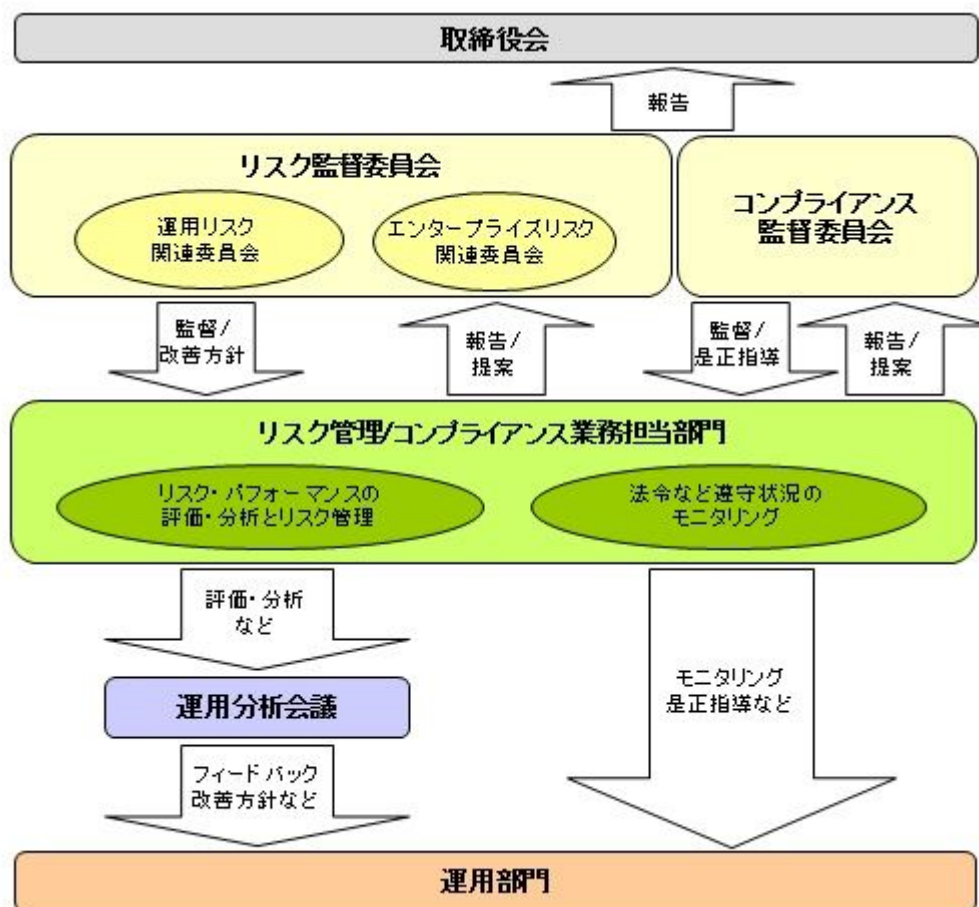 取締役会
報告
リスク監督委員会
運用リスク
関連委員会
エンタープライズリスク
関連委員会
コンプライアンス
監督委員会
監督/
改善方針
報告/
提案
監督/
是正指導
報告/
提案
リスク管理/コンプライアンス業務担当部門
リスク・パフォーマンスの
評価・分析とリスク管理
法令など遵守状況の
モニタリング
評価・分析
など
運用分析会議
モニタリング
是正指導など
フィードバック
改善方針など
運用部門